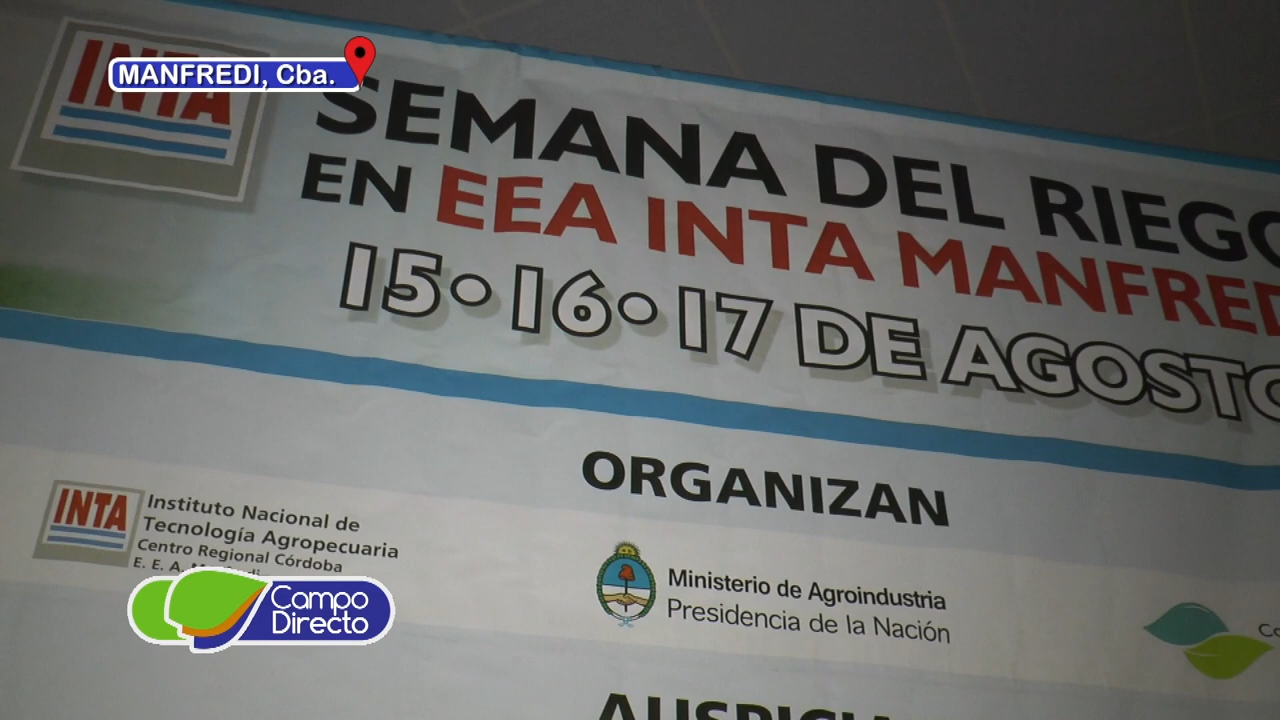 INTA
MANFREDI, Cba.
SEMANA DEL RIEGO
EN EEA INTA MANFRED
15•16•17 DE AGOSTO
ORGANIZAN
INTA
Instituto Nacional de
Tecnología Agropecuaria
Centro Regional Córdoba
E. E. A.
Ministerio de Agroindustria
Presidencia de la Nación
Campo
Directo